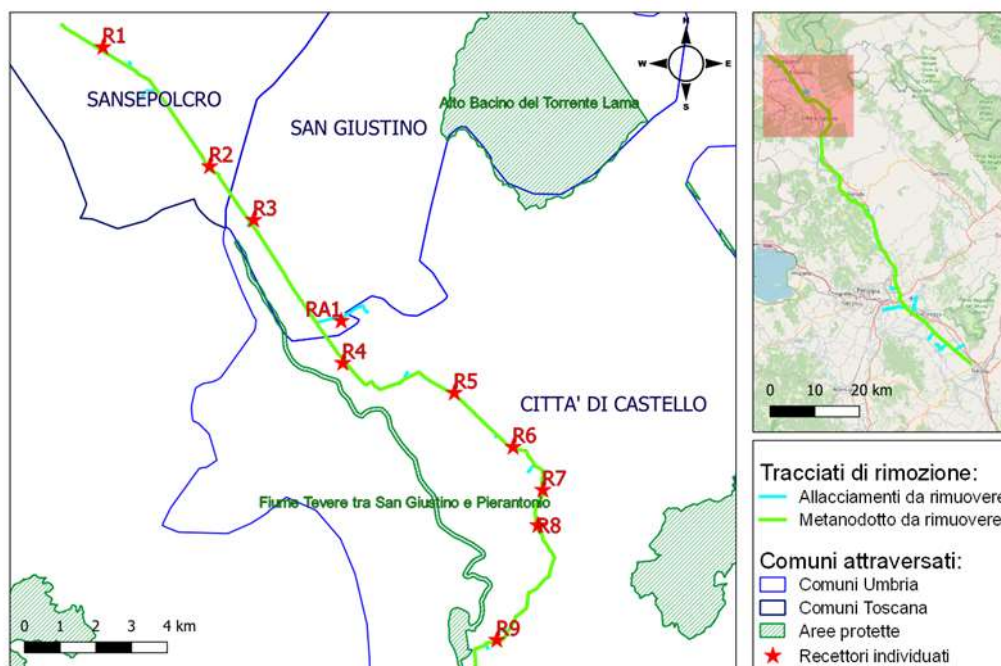 R1
SANSEPOLCRO
R2
R3
SAN GIUSTINO
Alto Bacino del Torrente Lama
N
W
E
S
RA1
R4
R5
CITTA' DI CASTELLO
R6
R7
Fiume Tevere tra San Giustino e Pierantonio
R8
R9
0 1 2 3 4 km
0 10 20 km
Tracciati di rimozione:
Allacciamenti da rimuovere
Metanodotto da rimuovere
Comuni attraversati:
Comuni Umbria
Comuni Toscana
Aree protette
Recettori individuati